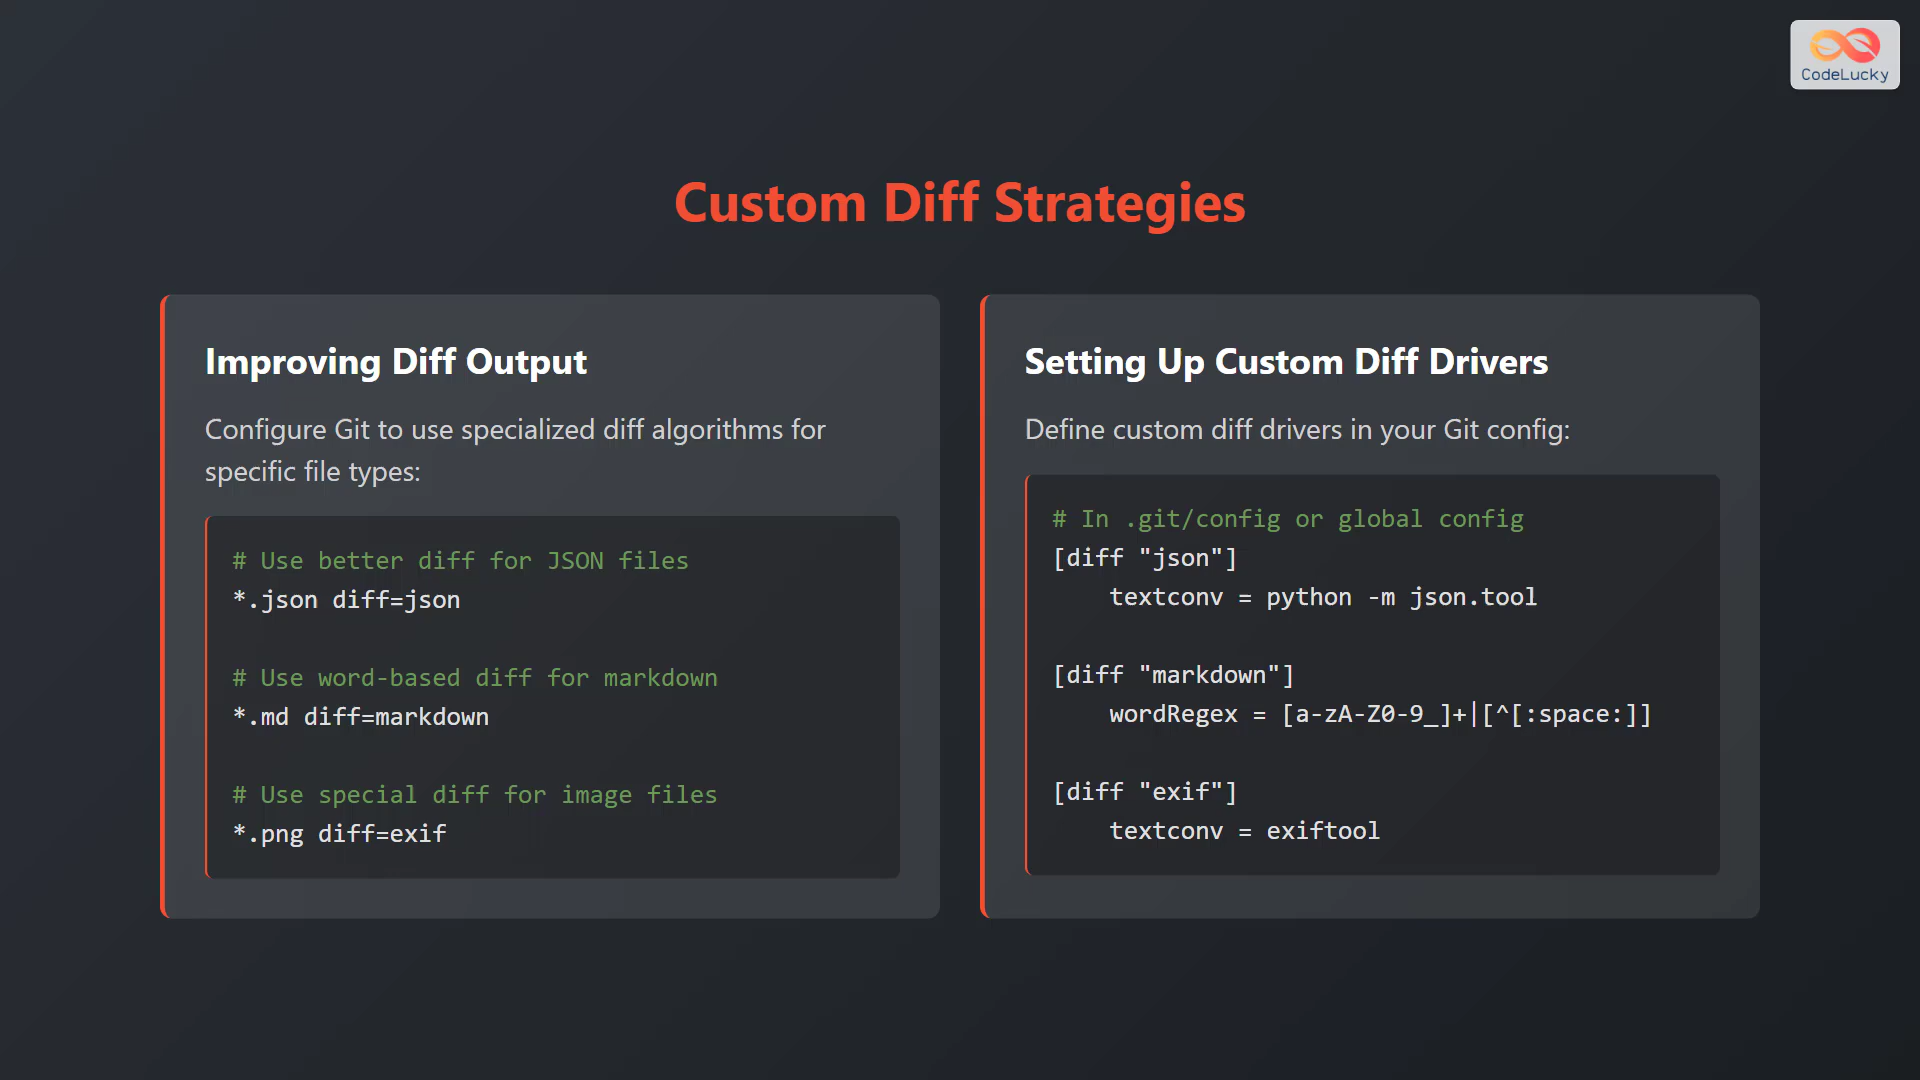 CodeLucky
Custom Diff Strategies
Improving Diff Output
Configure Git to use specialized diff algorithms for
specific file types:
# Use better diff for JSON files
*.json diff=json
# Use word-based diff for markdown
*.md diff=markdown
# Use special diff for image files
*.png diff=exif
Setting Up Custom Diff Drivers
Define custom diff drivers in your Git config:
# In .git/config or global config
[diff "json"]
textconv = python -m json.tool
[diff "markdown"]
wordRegex = [a-zA-Z0-9_]+|[^[:space:]]
[diff "exif"]
textconv = exiftool